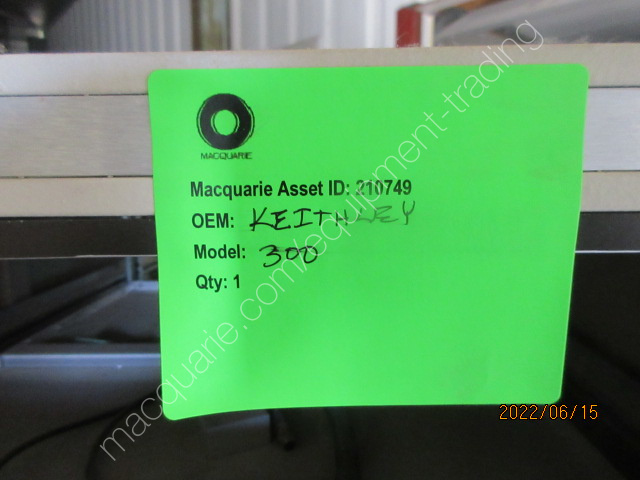 MACQUARIE
Macquarie Asset ID: 210749
OEM: KEITHLEY
Model: 300
Qty: 1
macquarie.com/equipment-trading
2022/06/15